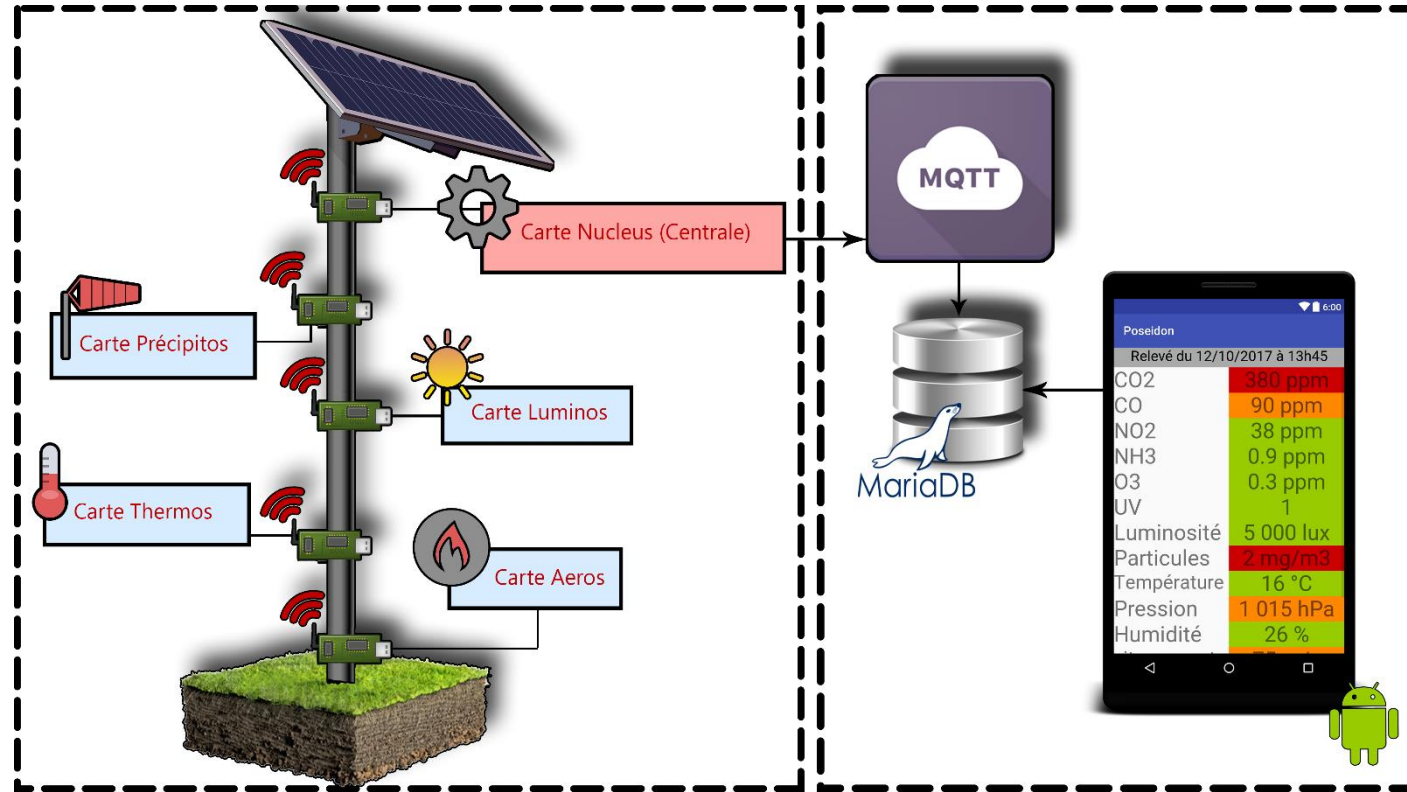 Carte Nucleus (Centrale)
Carte Précipitos
Carte Luminos
Carte Thermos
Carte Aeros
MQTT
MariaDB
6:00
Poseidon
Relevé du 12/10/2017 à 13h45
CO2 380 ppm
CO 90 ppm
NO2 38 ppm
NH3 0.9 ppm
O3 0.3 ppm
UV 1
Luminosité 5 000 lux
Particules 2 mg/m3
Température 16 °C
Pression 1 015 hPa
Humidité 26 %